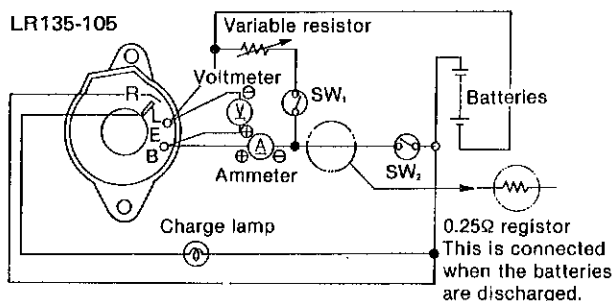 LR135-105
Variable resistor
Voltmeter
R
L
E
B
V
A
SW₁
Batteries
Ammeter
SW₂
Charge lamp
0.25Ω registor
This is connected
when the batteries
are discharged.